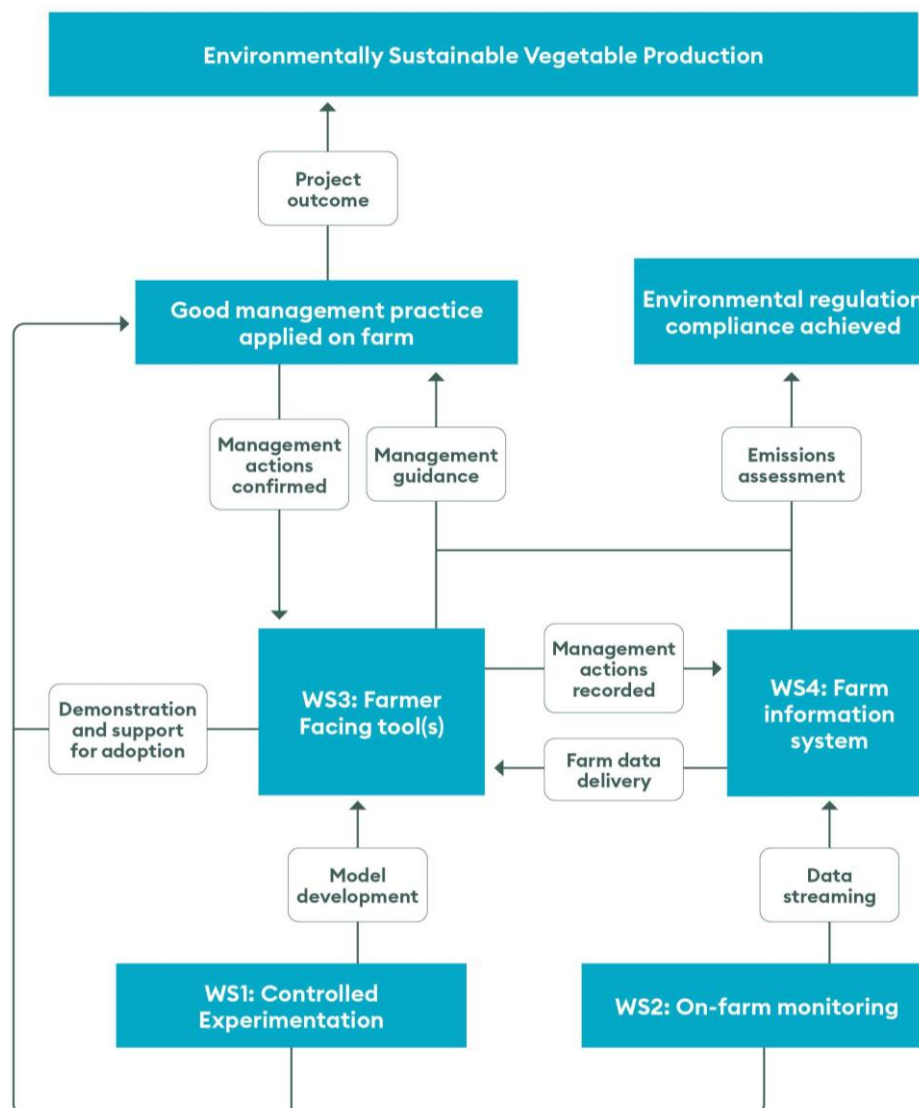 Environmentally Sustainable Vegetable Production
Project
outcome
Good management practice
applied on farm
Environmental regulation
compliance achieved
Management
actions
confirmed
Management
guidance
Emissions
assessment
WS3: Farmer
Facing tool(s)
Management
actions
recorded
WS4: Farm
information
system
Demonstration
and support
for adoption
Farm data
delivery
Model
development
Data
streaming
WS1: Controlled
Experimentation
WS2: On-farm monitoring